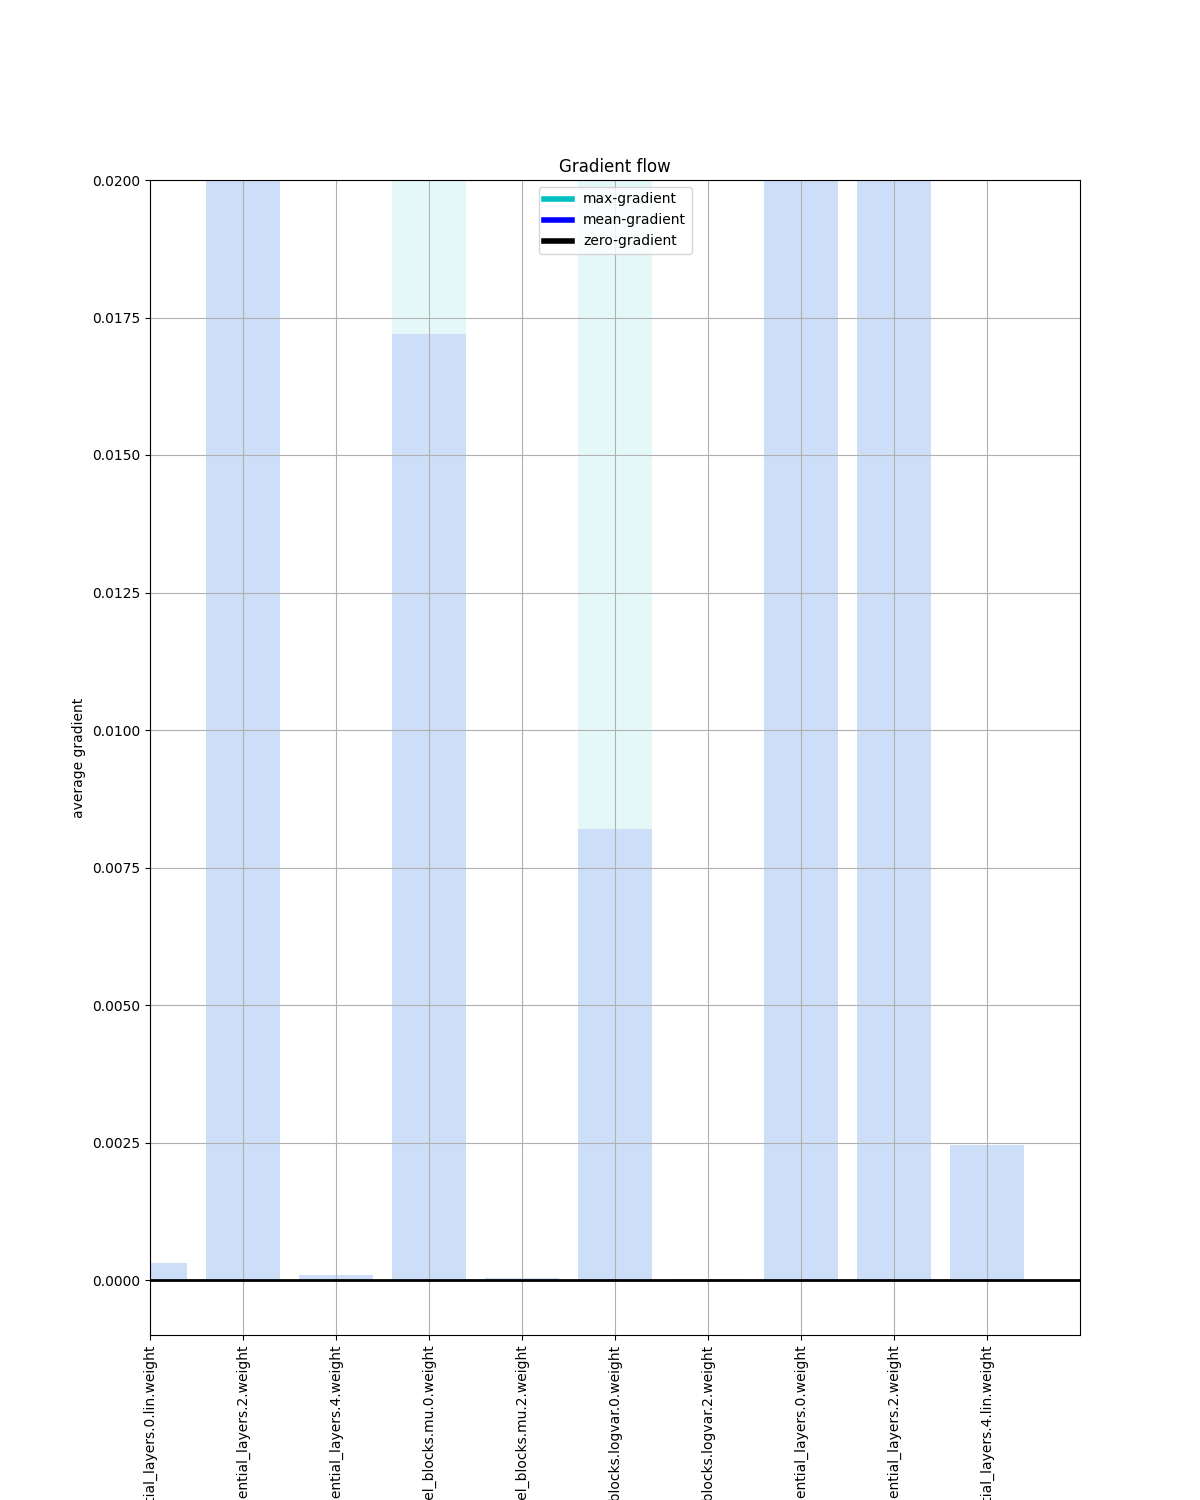 Gradient flow
max-gradient
mean-gradient
zero-gradient
0.0200
0.0175
0.0150
0.0125
0.0100
0.0075
0.0050
0.0025
0.0000
average gradient
tial_layers.0.lin.weight
ential_layers.2.weight
ential_layers.4.weight
el_blocks.mu.0.weight
el_blocks.mu.2.weight
blocks.logvar.0.weight
blocks.logvar.2.weight
ential_layers.0.weight
ential_layers.2.weight
tial_layers.4.lin.weight